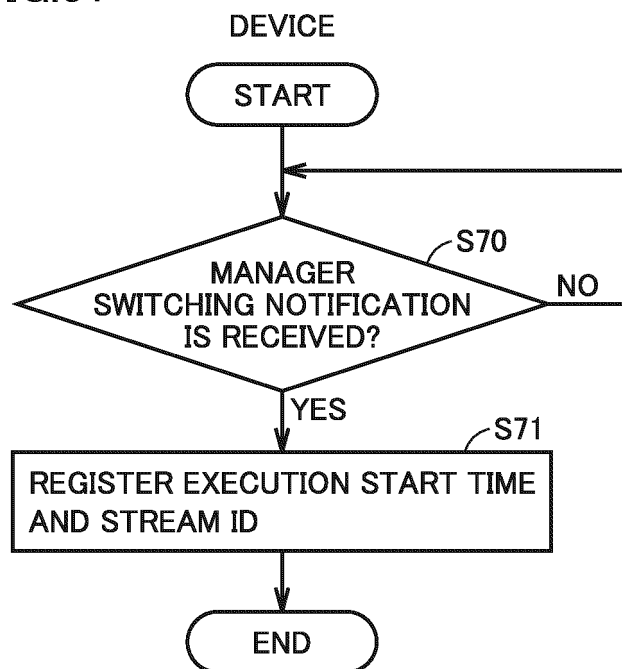 DEVICE
START
S70
MANAGER
SWITCHING NOTIFICATION
IS RECEIVED?
NO
YES
S71
REGISTER EXECUTION START TIME
AND STREAM ID
END